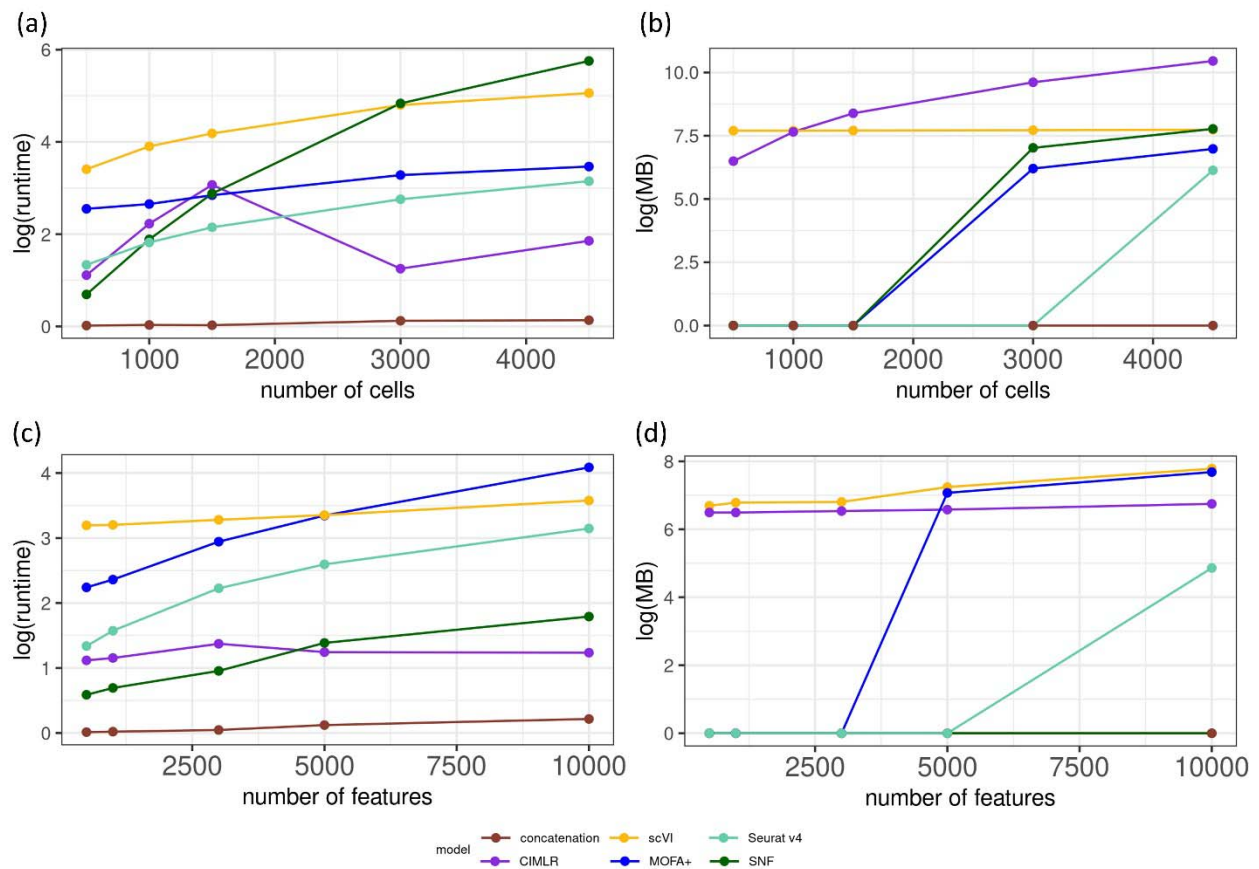 (a)
6
4
2
0
log(runtime)
1000 2000 3000 4000
number of cells
(b)
10.0
7.5
5.0
2.5
0.0
log(MB)
1000 2000 3000 4000
number of cells
(c)
4
3
2
1
0
log(runtime)
2500 5000 7500 10000
number of features
(d)
8
6
4
2
0
log(MB)
2500 5000 7500 10000
number of features
model
concatenation scVI Seurat v4
CIMLR MOFA+ SNF